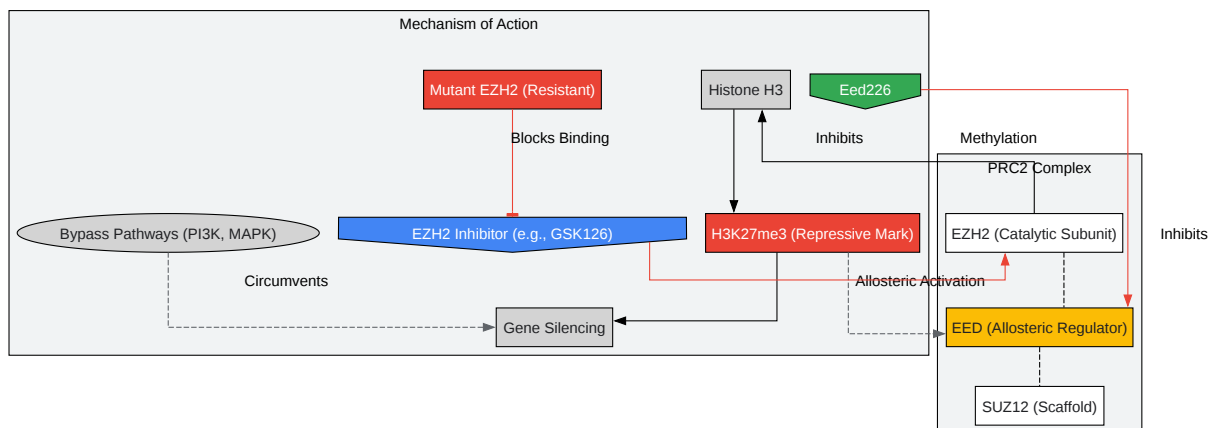 Mechanism of Action
Mutant EZH2 (Resistant)
Histone H3
Eed226
Blocks Binding
Inhibits
Methylation
PRC2 Complex
Bypass Pathways (PI3K, MAPK)
EZH2 Inhibitor (e.g., GSK126)
H3K27me3 (Repressive Mark)
EZH2 (Catalytic Subunit)
Inhibits
Circumvents
Allosteric Activation
Gene Silencing
EED (Allosteric Regulator)
SUZ12 (Scaffold)